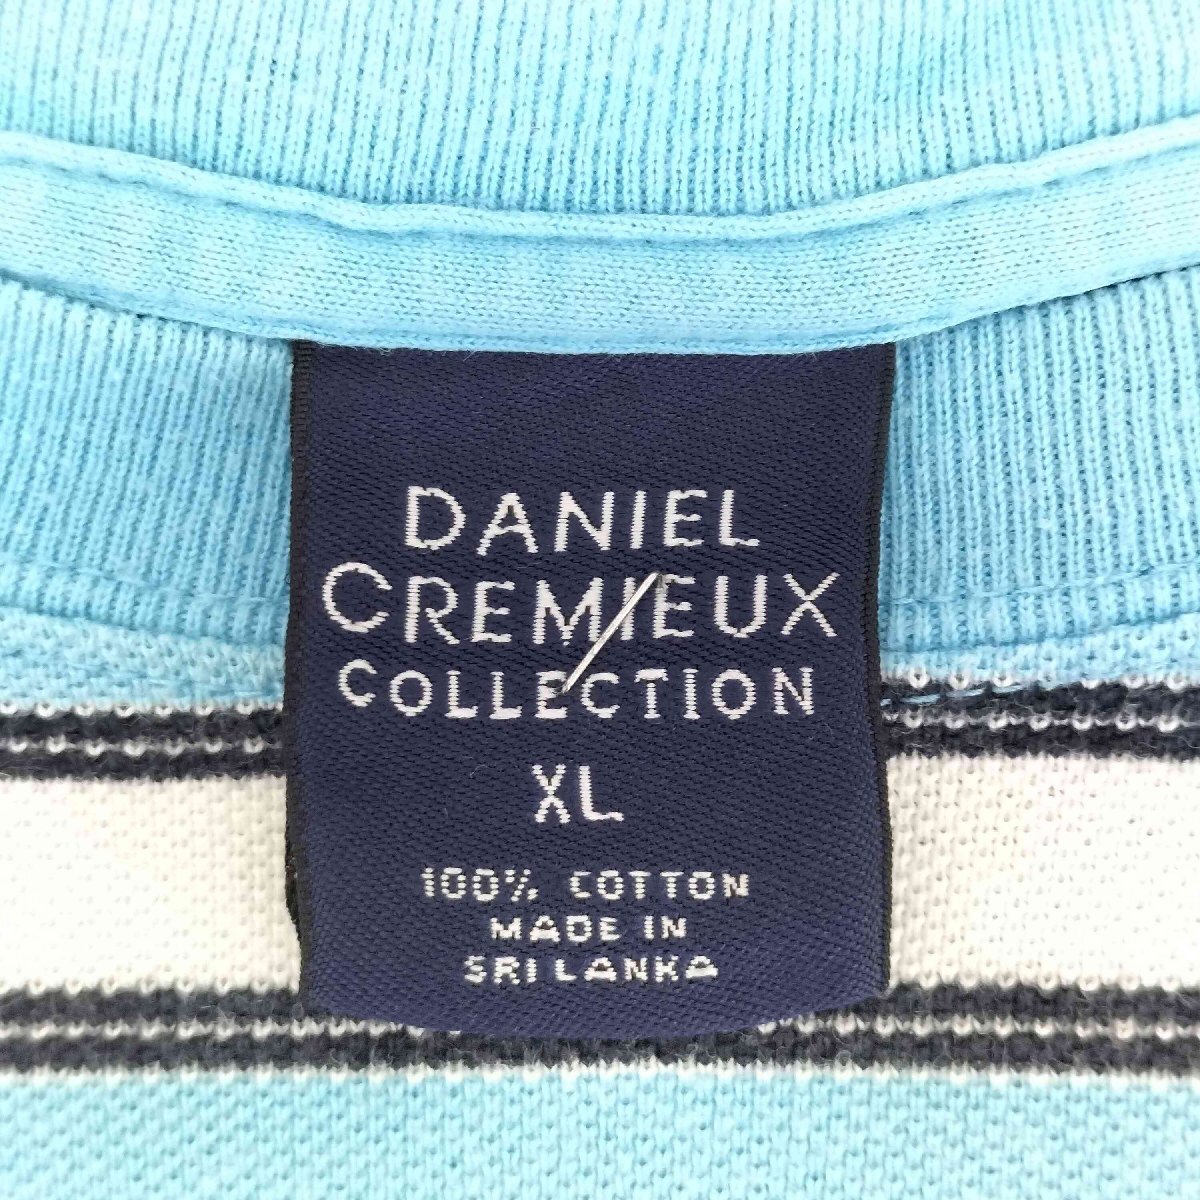 DANIEL
CREMIEUX
COLLECTION
XL
100% COTTON
MADE IN
SRI LANKA